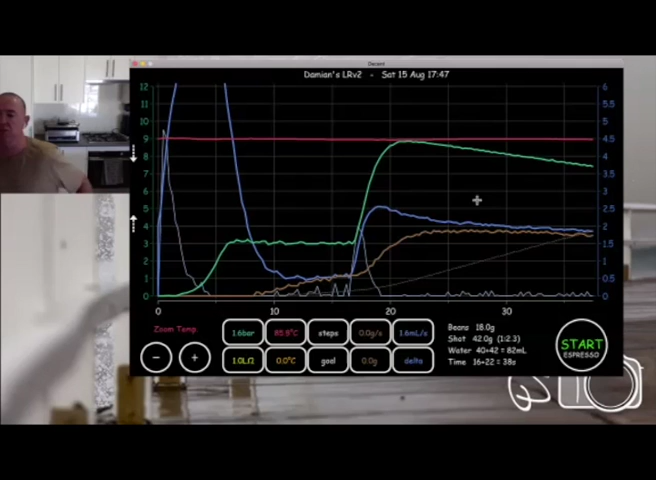 Decent
Damian's LRv2 - Sat 15 Aug 17:47
12 6
11 5.5
10 5
9 4.5
8 4
7 3.5
6 3
5 2.5
4 2
3 1.5
2 1
1 0.5
0 0
0 10 20 30
Zoom Temp
- +
1.6bar 85.9°C steps 0.0g/s 1.6mL/s
1.0LΩ 0.0°C goal 0.0g delta
Beans 18.0g
Shot 42.0g (1:2.3)
Water 40+42 = 82mL
Time 16+22 = 38s
START
ESPRESSO